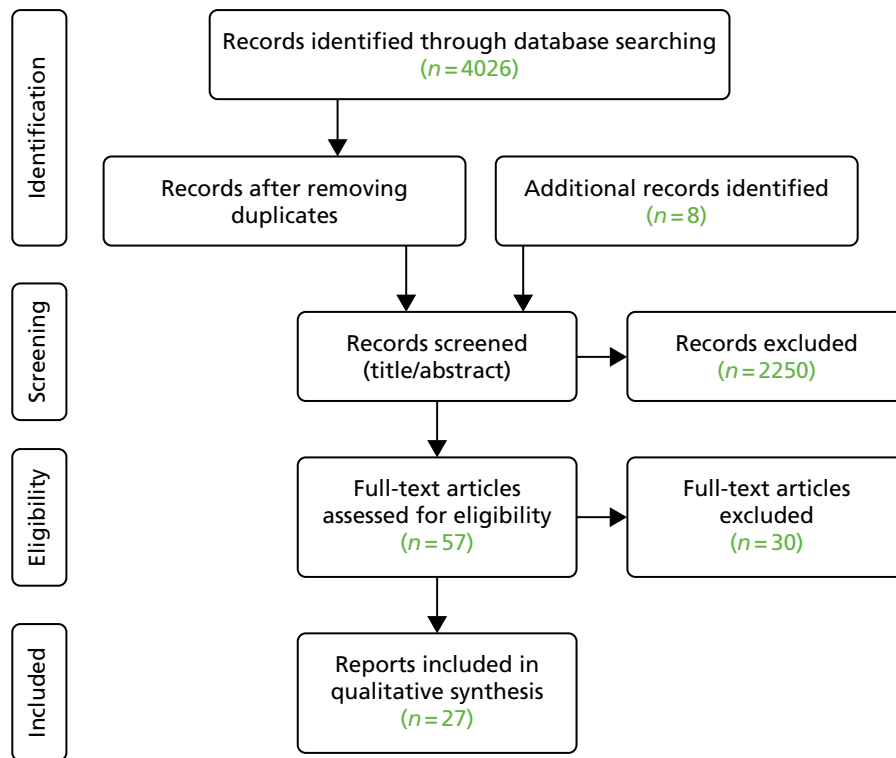 Identification
Records identified through database searching
(n=4026)
Records after removing
duplicates
Additional records identified
(n=8)
Screening
Records screened
(title/abstract)
Records excluded
(n=2250)
Eligibility
Full-text articles
assessed for eligibility
(n=57)
Full-text articles
excluded
(n=30)
Included
Reports included in
qualitative synthesis
(n=27)